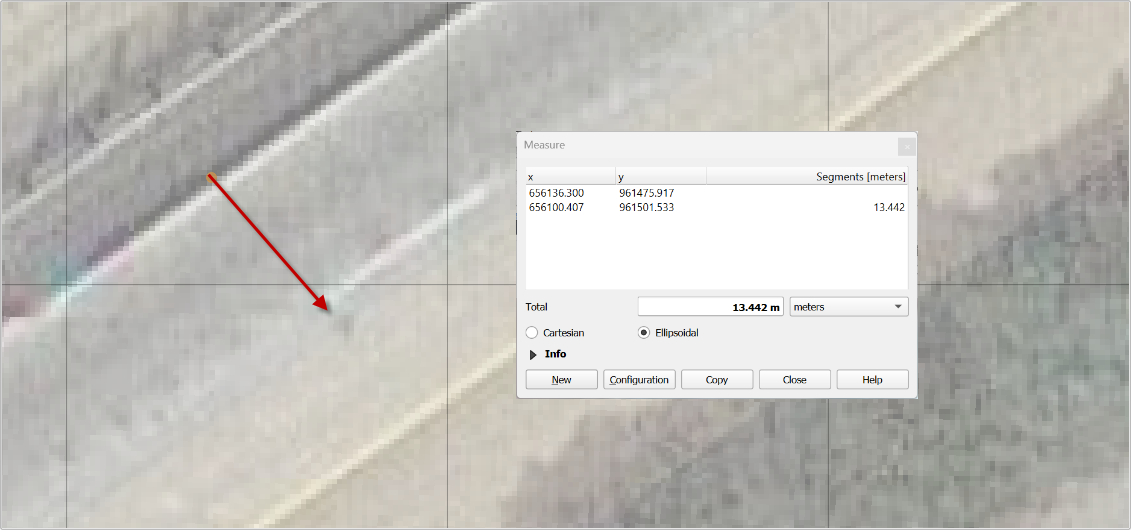 Measure
x y Segments [meters]
656136.300 961475.917
656100.407 961501.533 13.442
Total 13.442 m meters
Cartesian Ellipsoidal
Info
New Configuration Copy Close Help